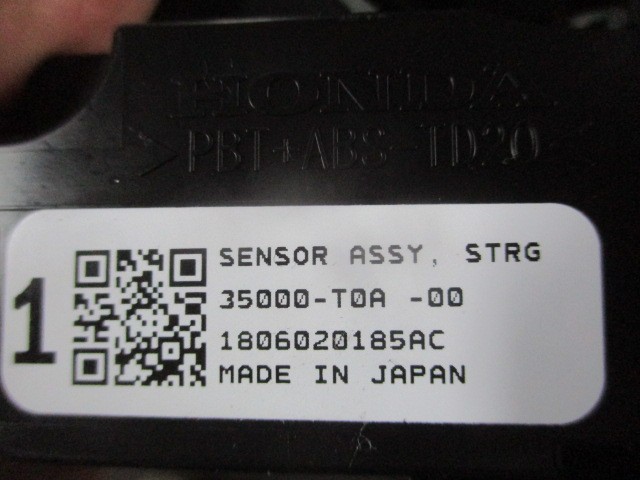 HONDA
>PBT+ABS-TD20<
1
SENSOR ASSY, STRG
35000-T0A -00
1806020185AC
MADE IN JAPAN